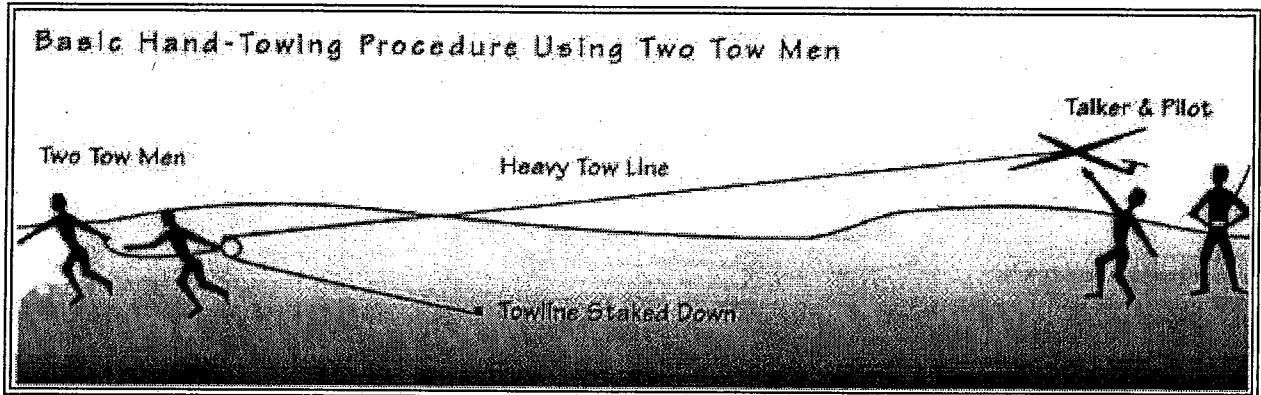 Basic Hand-Towing Procedure Using Two Tow Men
Talker & Pilot
Two Tow Men
Heavy Tow Line
Towline Staked Down